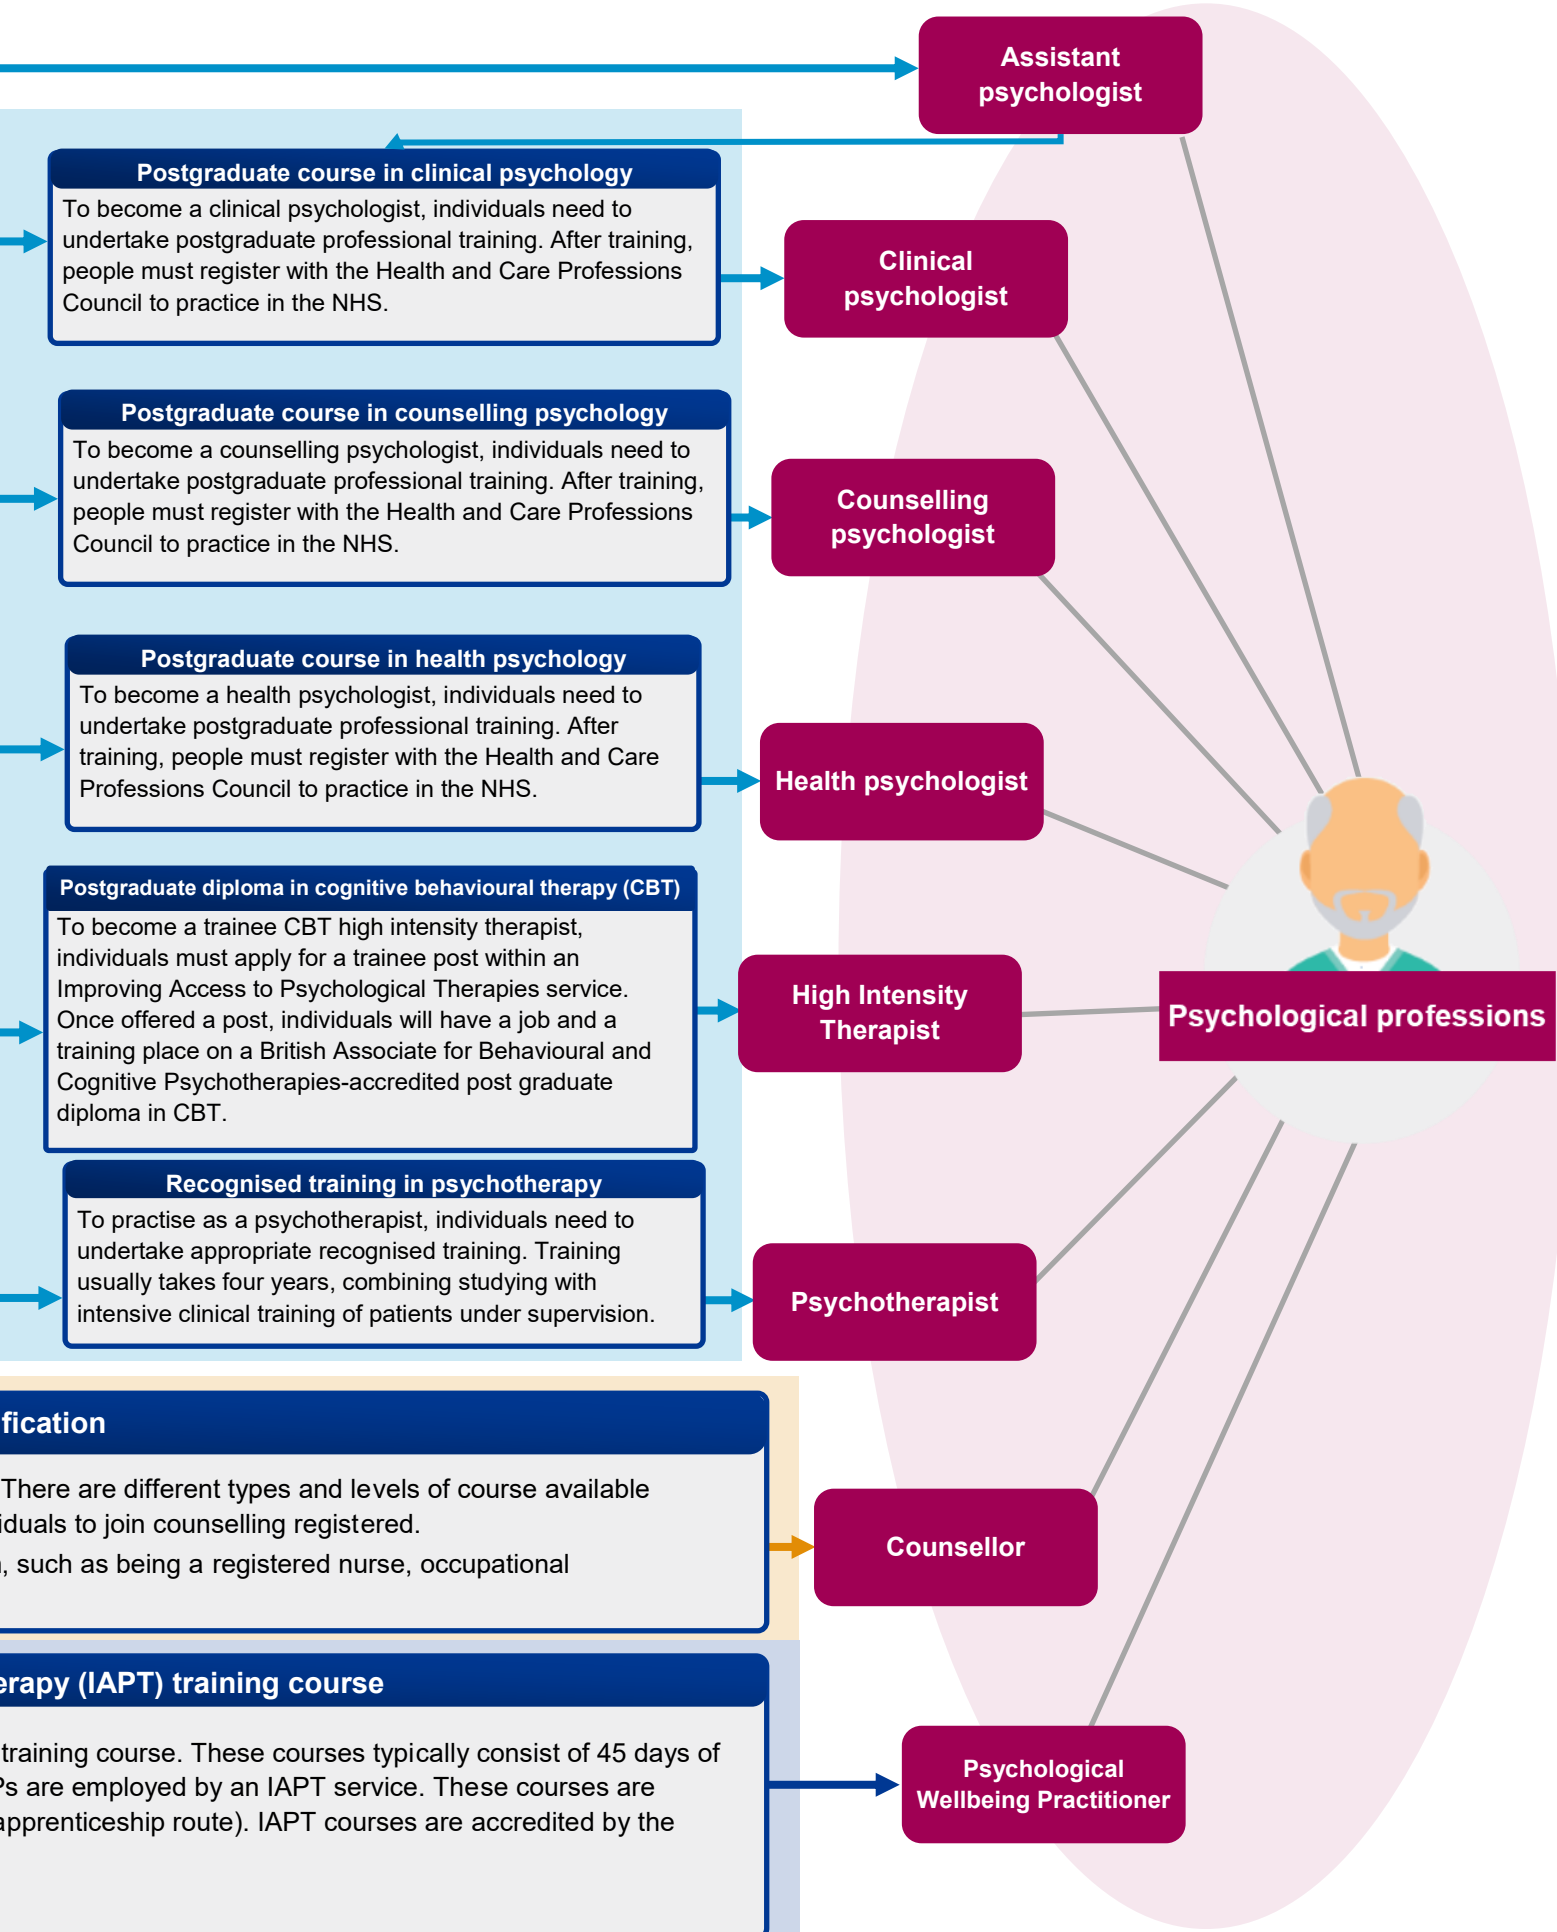 Assistant
psychologist
Postgraduate course in clinical psychology
To become a clinical psychologist, individuals need to
undertake postgraduate professional training. After training,
people must register with the Health and Care Professions
Council to practice in the NHS.
Clinical
psychologist
Postgraduate course in counselling psychology
To become a counselling psychologist, individuals need to
undertake postgraduate professional training. After training,
people must register with the Health and Care Professions
Council to practice in the NHS.
Counselling
psychologist
Postgraduate course in health psychology
To become a health psychologist, individuals need to
undertake postgraduate professional training. After
training, people must register with the Health and Care
Professions Council to practice in the NHS.
Health psychologist
Postgraduate diploma in cognitive behavioural therapy (CBT)
To become a trainee CBT high intensity therapist,
individuals must apply for a trainee post within an
Improving Access to Psychological Therapies service.
Once offered a post, individuals will have a job and a
training place on a British Associate for Behavioural and
Cognitive Psychotherapies-accredited post graduate
diploma in CBT.
High Intensity
Therapist
Psychological professions
Recognised training in psychotherapy
To practise as a psychotherapist, individuals need to
undertake appropriate recognised training. Training
usually takes four years, combining studying with
intensive clinical training of patients under supervision.
Psychotherapist
fication
There are different types and levels of course available
iduals to join counselling registered.
, such as being a registered nurse, occupational
Counsellor
erapy (IAPT) training course
training course. These courses typically consist of 45 days of
Ps are employed by an IAPT service. These courses are
apprenticeship route). IAPT courses are accredited by the
Psychological
Wellbeing Practitioner